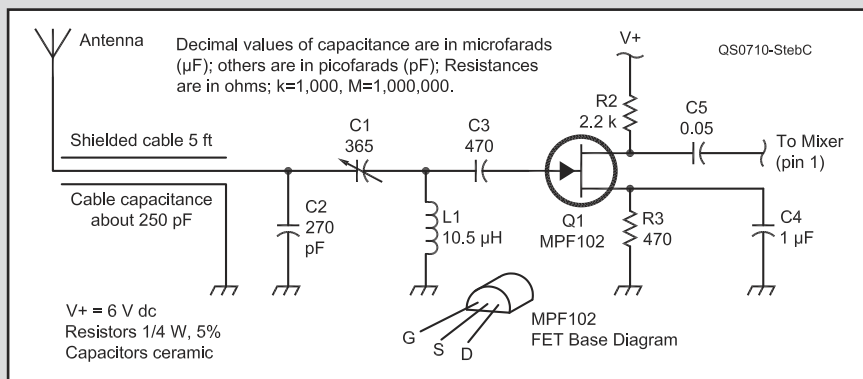 Antenna
Decimal values of capacitance are in microfarads
(µF); others are in picofarads (pF); Resistances
are in ohms; k=1,000, M=1,000,000.
V+
QS0710-StebC
R2
2.2 k
C5
0.05
To Mixer
(pin 1)
Shielded cable 5 ft
C1
365
C3
470
Cable capacitance
about 250 pF
C2
270
pF
L1
10.5 µH
Q1
MPF102
R3
470
C4
1 µF
V+ = 6 V dc
Resistors 1/4 W, 5%
Capacitors ceramic
G
S
D
MPF102
FET Base Diagram